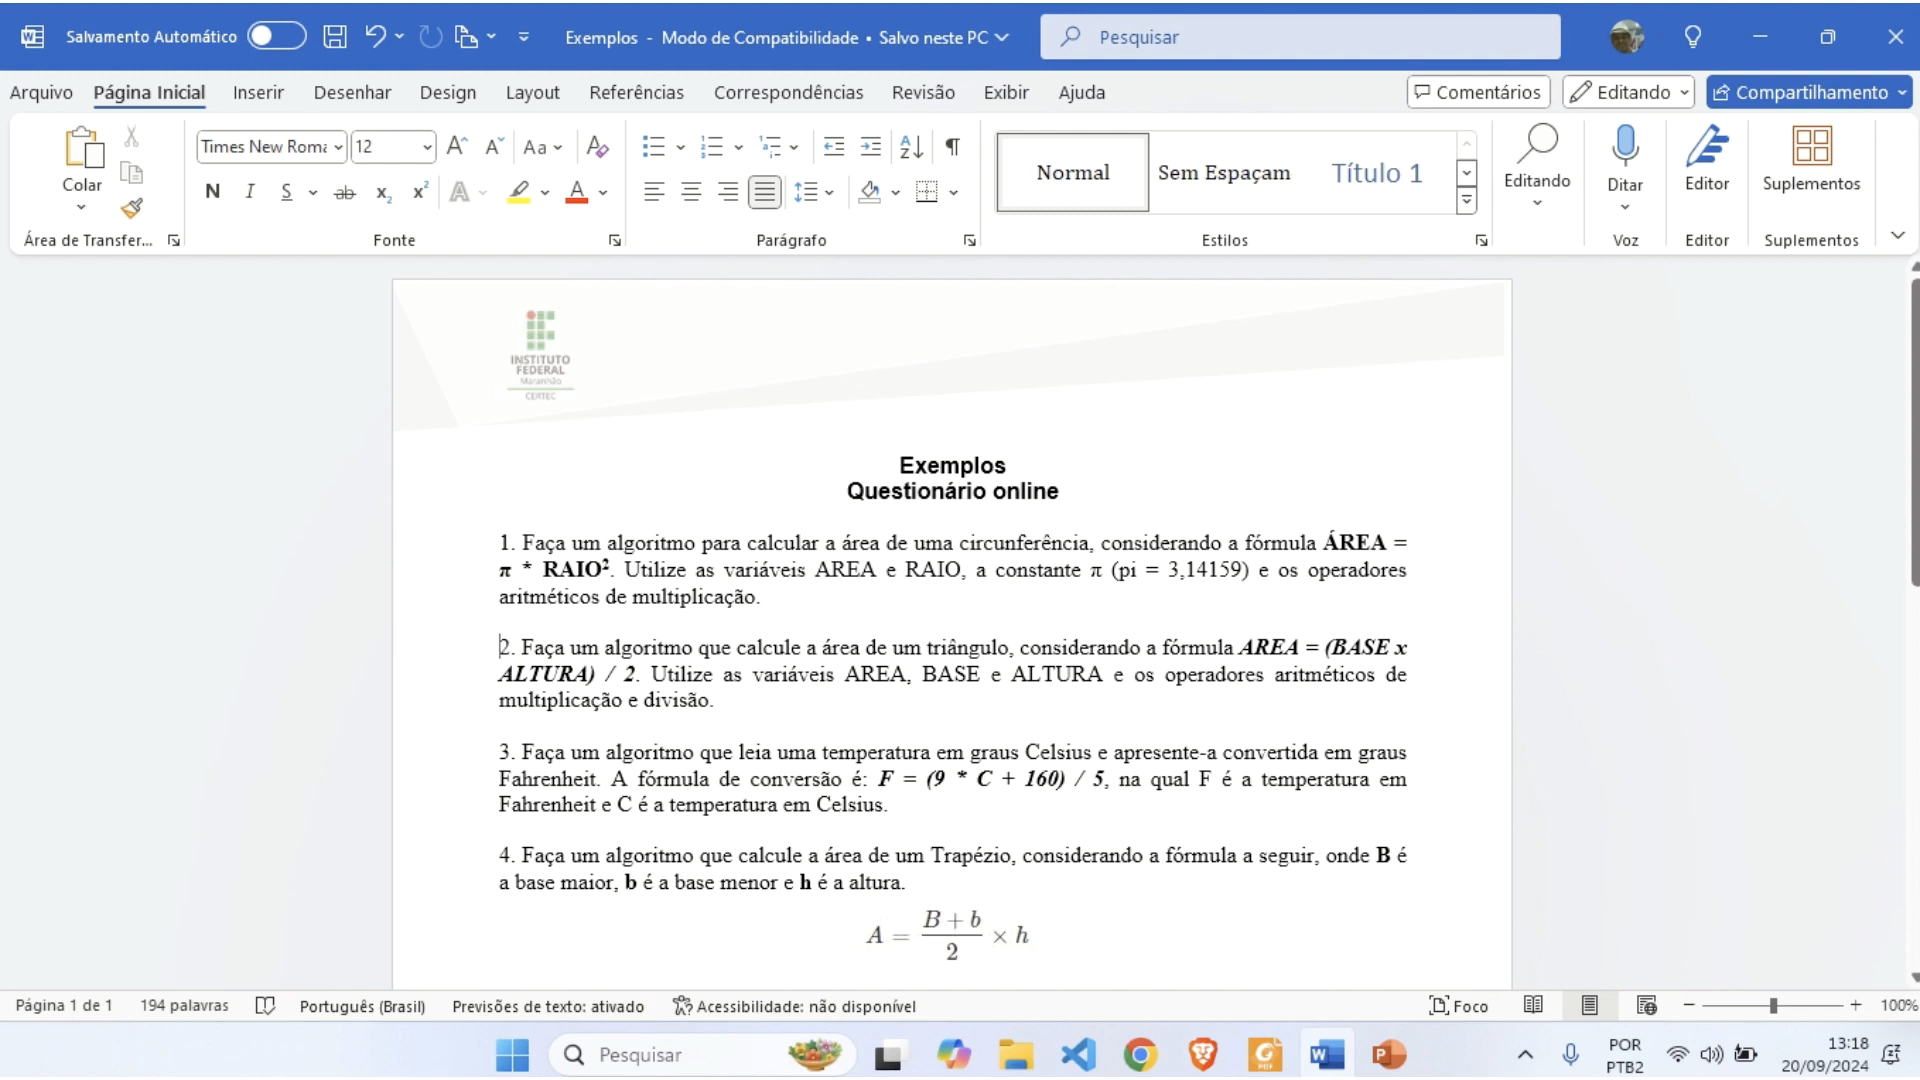 Salvamento Automático
Exemplos - Modo de Compatibilidade • Salvo neste PC
Pesquisar
Arquivo Página Inicial Inserir Desenhar Design Layout Referências Correspondências Revisão Exibir Ajuda
Comentários Editando Compartilhamento
Times New Roma 12
Colar
N I S ab x₂ x² A A
Normal Sem Espaçam Título 1
Editando Ditar Editor Suplementos
Área de Transfer... Fonte Parágrafo Estilos Voz Editor Suplementos
INSTITUTO
FEDERAL
Maranhão
CERTEC
Exemplos
Questionário online
1. Faça um algoritmo para calcular a área de uma circunferência, considerando a fórmula ÁREA =
π * RAIO². Utilize as variáveis AREA e RAIO, a constante π (pi = 3,14159) e os operadores
aritméticos de multiplicação.
2. Faça um algoritmo que calcule a área de um triângulo, considerando a fórmula AREA = (BASE x
ALTURA) / 2. Utilize as variáveis AREA, BASE e ALTURA e os operadores aritméticos de
multiplicação e divisão.
3. Faça um algoritmo que leia uma temperatura em graus Celsius e apresente-a convertida em graus
Fahrenheit. A fórmula de conversão é: F = (9 * C + 160) / 5, na qual F é a temperatura em
Fahrenheit e C é a temperatura em Celsius.
4. Faça um algoritmo que calcule a área de um Trapézio, considerando a fórmula a seguir, onde B é
a base maior, b é a base menor e h é a altura.
A = (B + b) / 2 × h
Página 1 de 1 194 palavras Português (Brasil) Previsões de texto: ativado Acessibilidade: não disponível Foco 100%
Pesquisar
POR
PTB2
13:18
20/09/2024